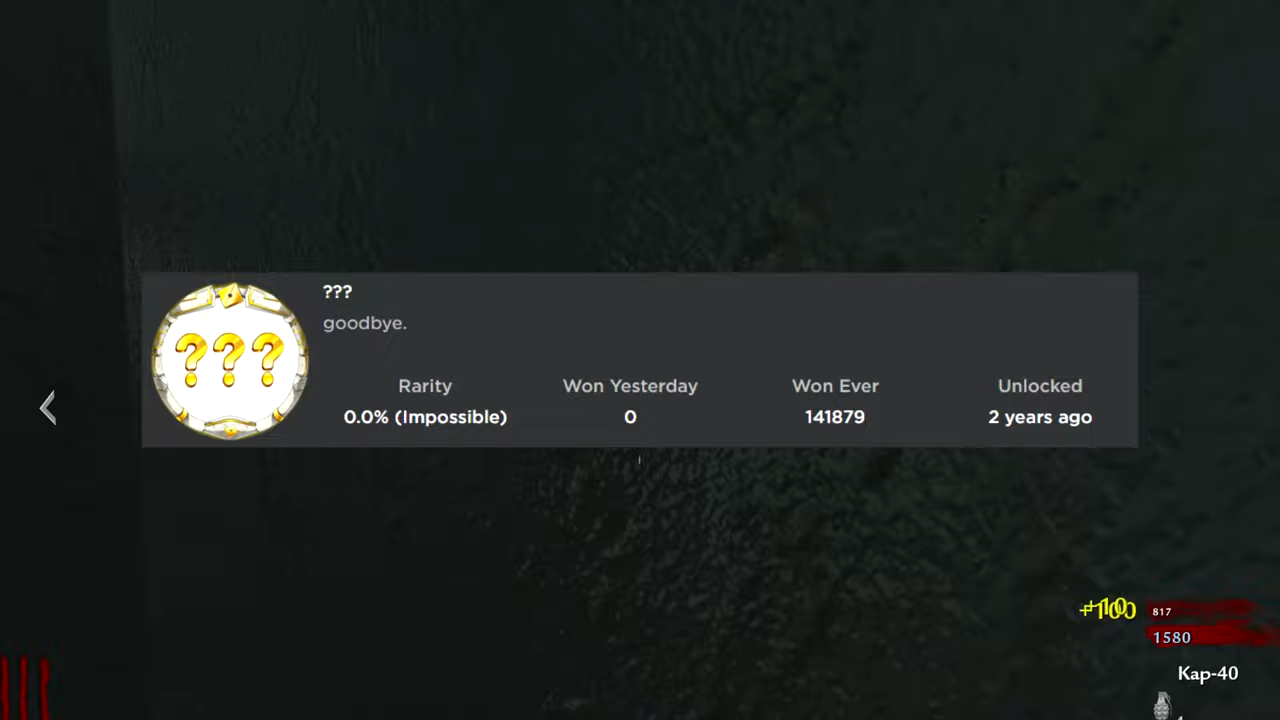 ???
goodbye.
???
Rarity Won Yesterday Won Ever Unlocked
0.0% (Impossible) 0 141879 2 years ago
+100
817
1580
Kap-40